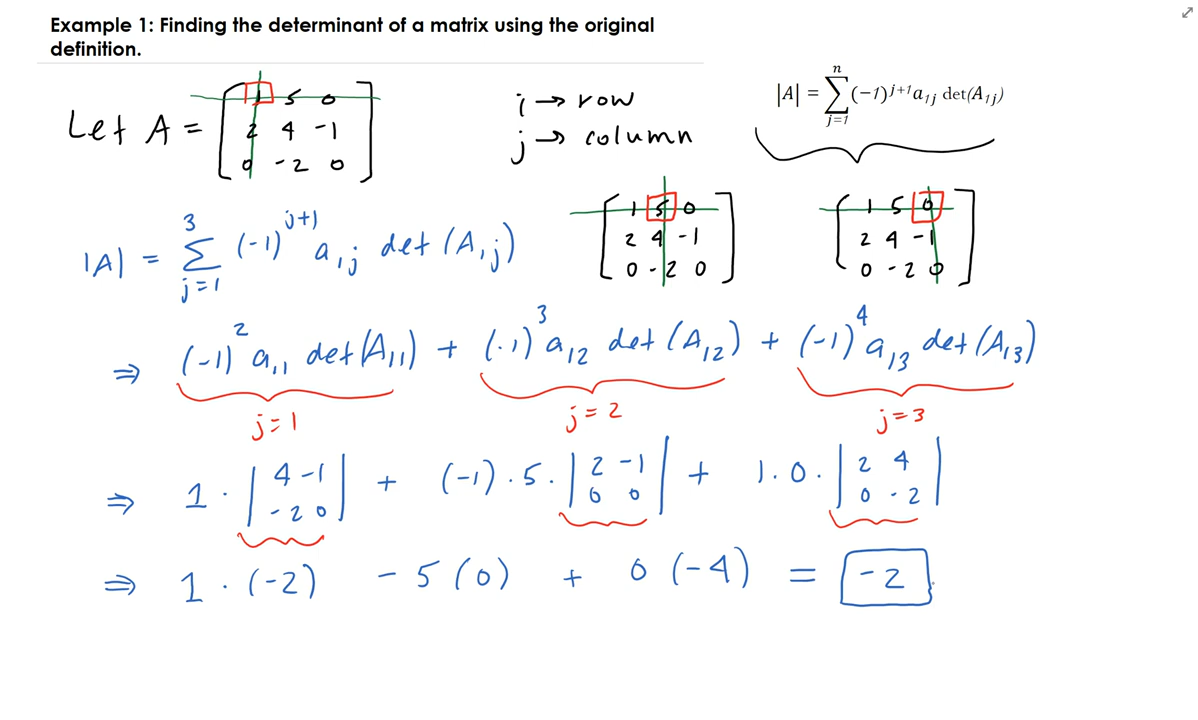 Example 1: Finding the determinant of a matrix using the original
definition.
|A| = ∑_{j=1}^{n} (−1)^{j+1} a_{1j} det(A_{1j})
Let A = [1 5 0
2 4 -1
0 -2 0]
i → row
j → column
[1 5 0
2 4 -1
0 -2 0]
[1 5 0
2 4 -1
0 -2 0]
|A| = ∑_{j=1}^{3} (-1)^{j+1} a_{1j} det(A_{1j})
⇒ (-1)^2 a_{11} det(A_{11}) + (-1)^3 a_{12} det(A_{12}) + (-1)^4 a_{13} det(A_{13})
j=1 j=2 j=3
⇒ 1 · |4 -1
-2 0| + (-1) · 5 · |2 -1
0 0| + 1 · 0 · |2 4
0 -2|
⇒ 1 · (-2) - 5(0) + 0(-4) = -2